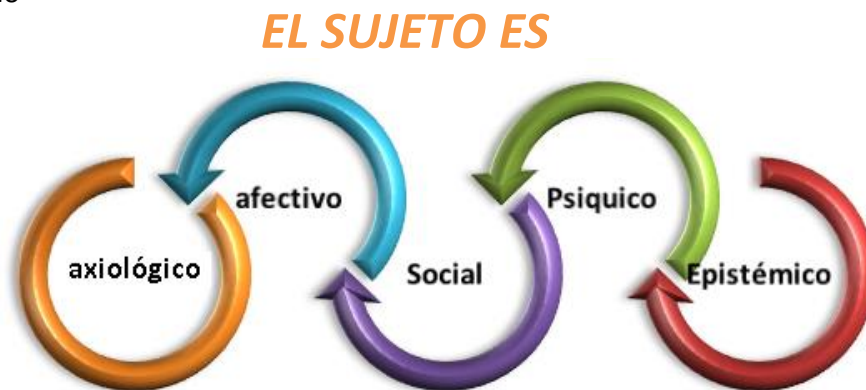 EL SUJETO ES
afectivo
Psiquico
axiológico
Social
Epistémico